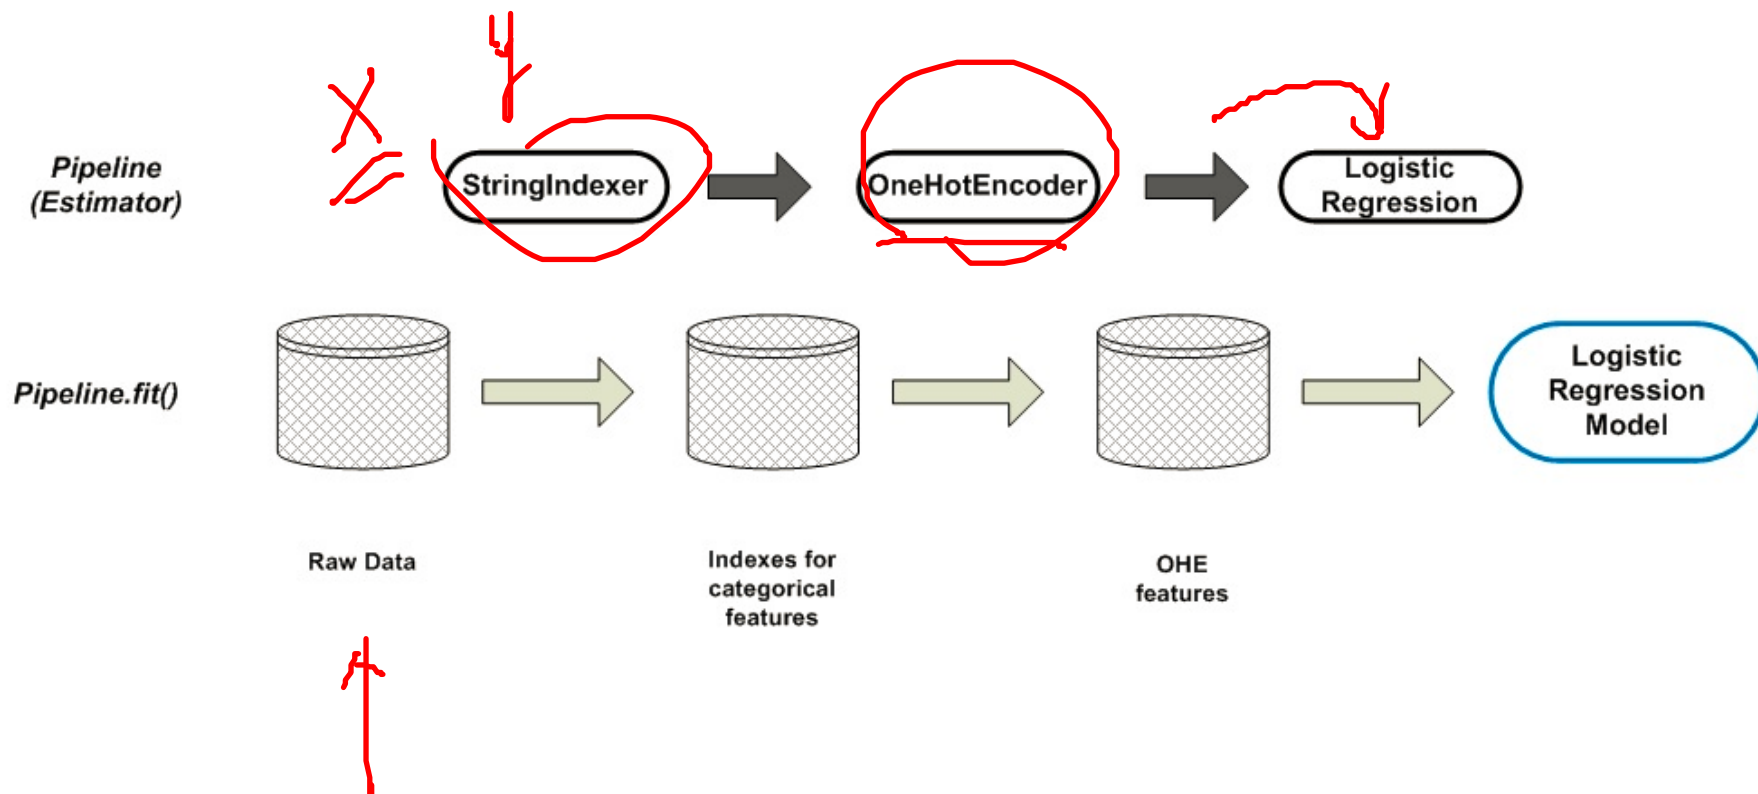 y
X
Pipeline
(Estimator)
StringIndexer
OneHotEncoder
Logistic
Regression
Pipeline.fit()
Logistic
Regression
Model
Raw Data
Indexes for
categorical
features
OHE
features